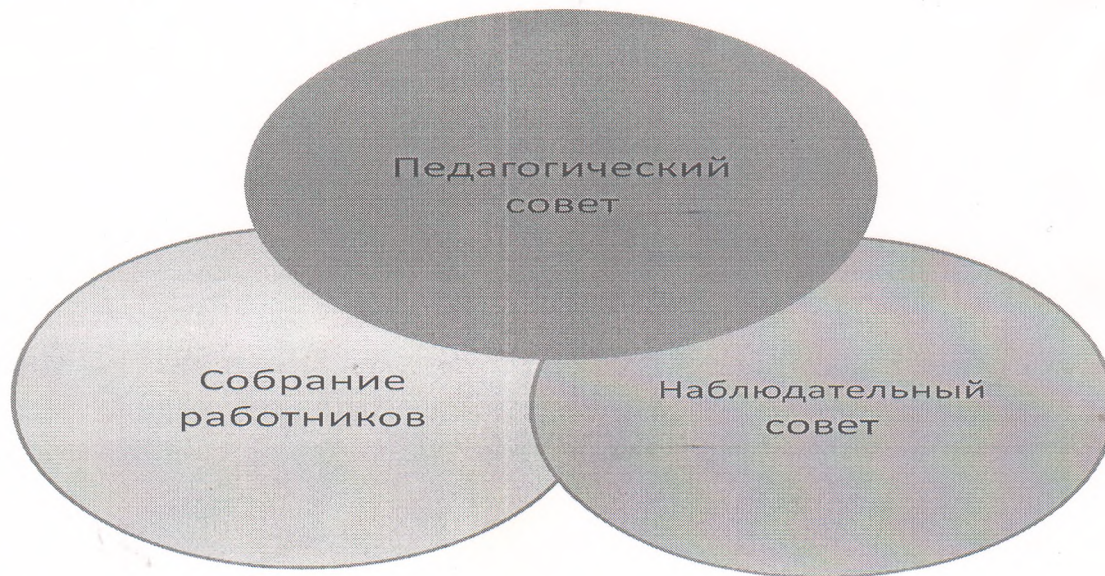 Педагогический
совет
Собрание
работников
Наблюдательный
совет